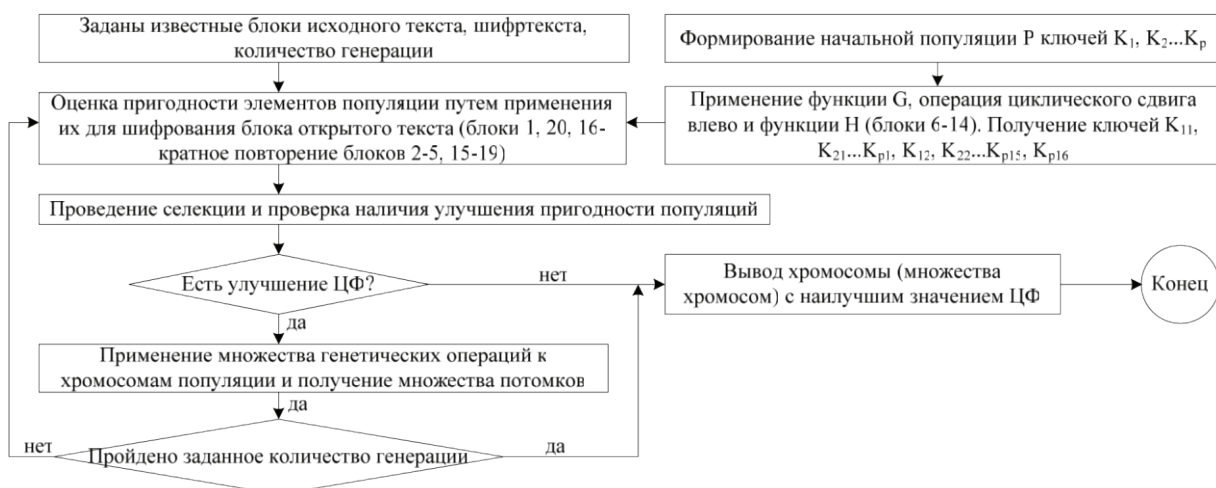 Заданы известные блоки исходного текста, шифртекста,
количество генерации
Формирование начальной популяции P ключей K₁, K₂...Kₚ
Оценка пригодности элементов популяции путем применения
их для шифрования блока открытого текста (блоки 1, 20, 16-
кратное повторение блоков 2-5, 15-19)
Применение функции G, операция циклического сдвига
влево и функции H (блоки 6-14). Получение ключей K₁₁,
K₂₁...Kₚ₁, K₁₂, K₂₂...Kₚ₁₅, Kₚ₁₆
Проведение селекции и проверка наличия улучшения пригодности популяций
Есть улучшение ЦФ?
нет
да
Вывод хромосомы (множества
хромосом) с наилучшим значением ЦФ
Конец
Применение множества генетических операций к
хромосомам популяции и получение множества потомков
да
нет
Пройдено заданное количество генерации
да